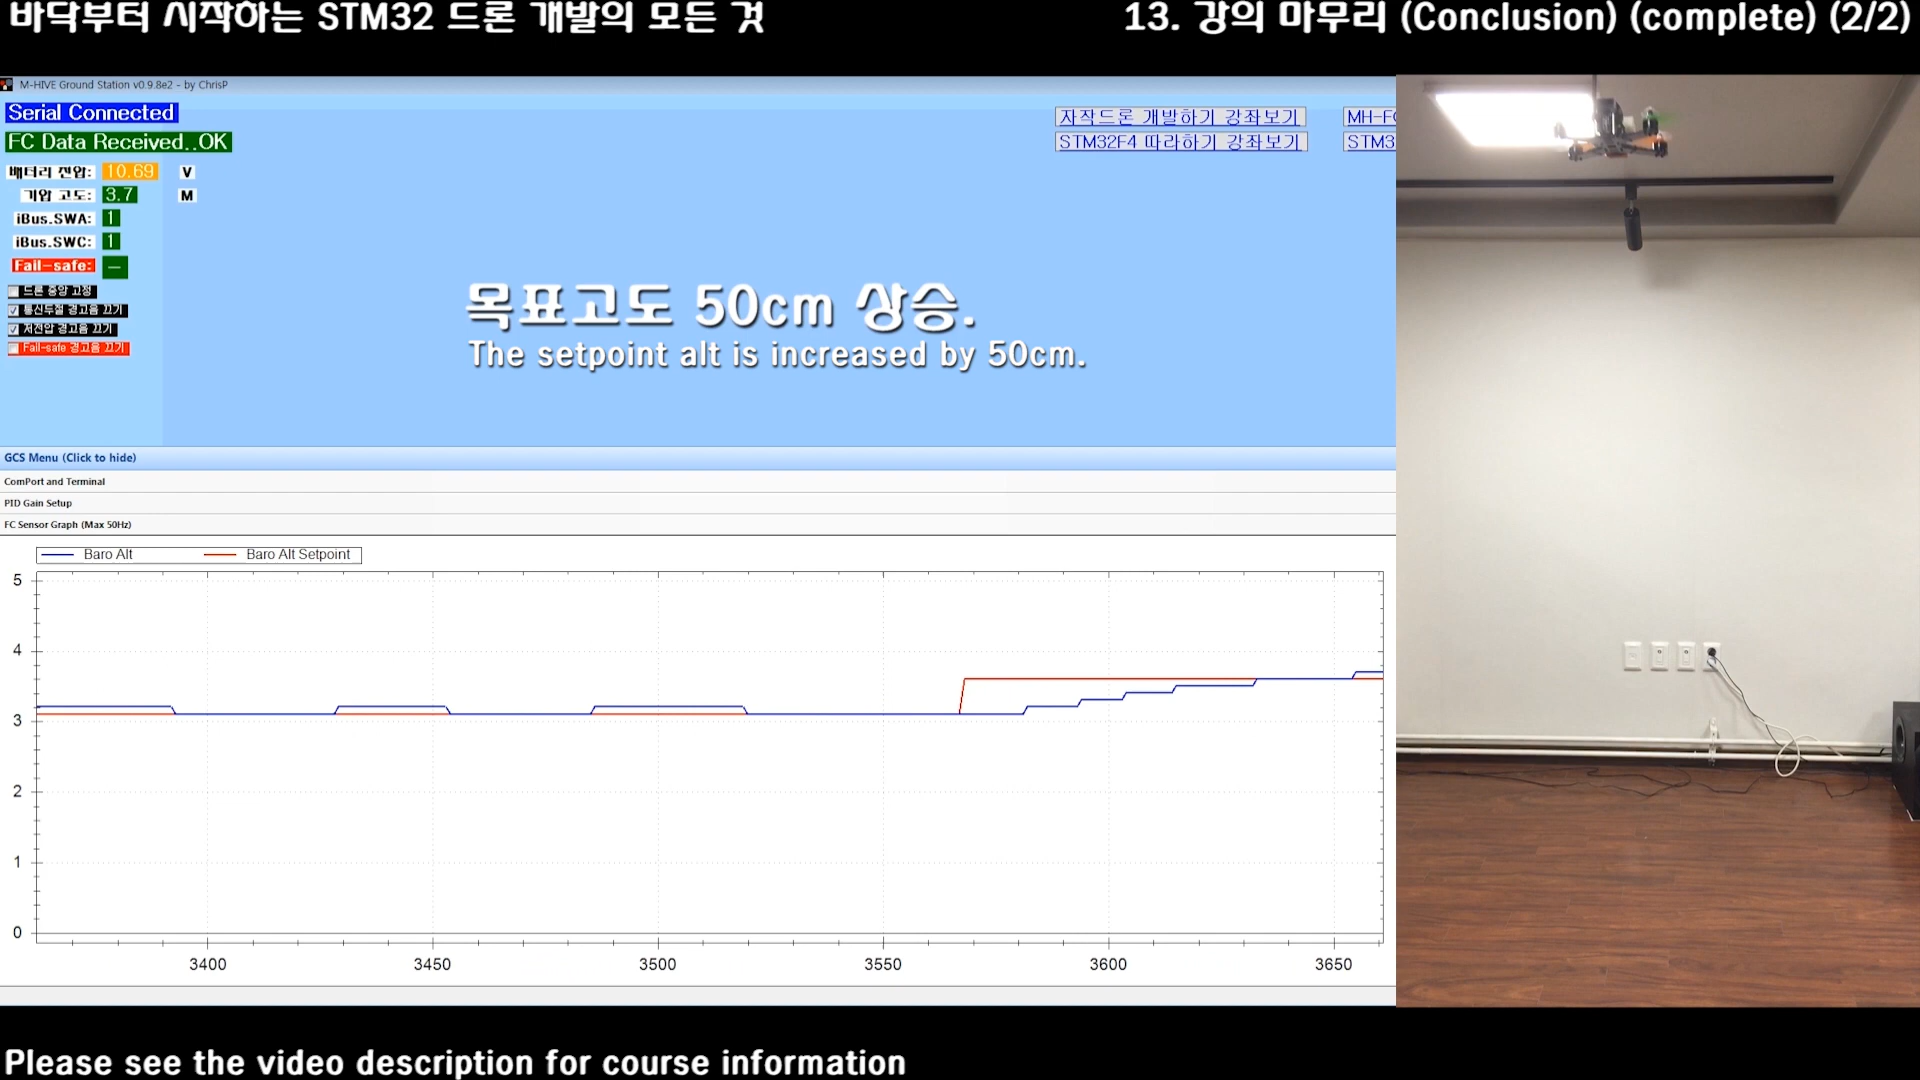 바닥부터 시작하는 STM32 드론 개발의 모든 것
13. 강의 마무리 (Conclusion) (complete) (2/2)
M-HIVE Ground Station v0.9.8e2 - by ChrisP
Serial Connected
FC Data Received..OK
배터리 전압: 10.69 V
기압 고도: 3.7 M
iBus.SWA: 1
iBus.SWC: 1
Fail-safe: —
드론 중앙 고정
통신두절 경고음 끄기
저전압 경고음 끄기
Fail-safe 경고음 끄기
자작드론 개발하기 강좌보기
MH-F
STM32F4 따라하기 강좌보기
STM3
목표고도 50cm 상승.
The setpoint alt is increased by 50cm.
GCS Menu (Click to hide)
ComPort and Terminal
PID Gain Setup
FC Sensor Graph (Max 50Hz)
Baro Alt
Baro Alt Setpoint
5
4
3
2
1
0
3400 3450 3500 3550 3600 3650
Please see the video description for course information